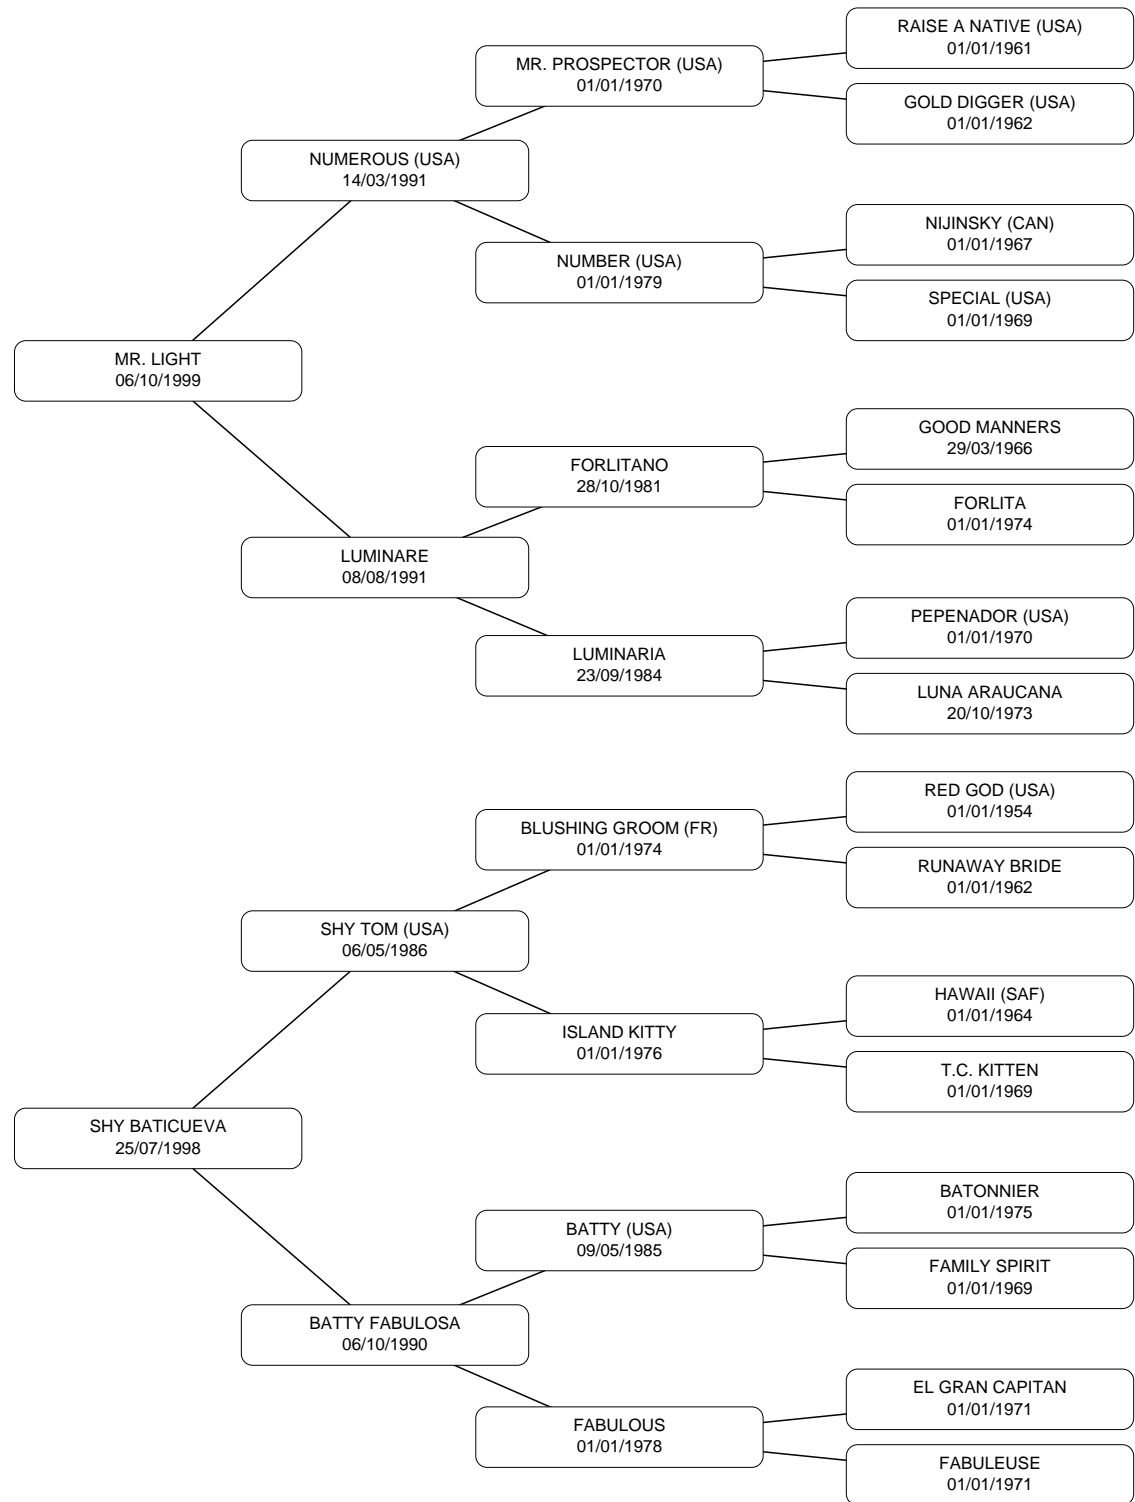 RAISE A NATIVE (USA)
01/01/1961
MR. PROSPECTOR (USA)
01/01/1970
GOLD DIGGER (USA)
01/01/1962
NUMEROUS (USA)
14/03/1991
NIJINSKY (CAN)
01/01/1967
NUMBER (USA)
01/01/1979
SPECIAL (USA)
01/01/1969
MR. LIGHT
06/10/1999
GOOD MANNERS
29/03/1966
FORLITANO
28/10/1981
FORLITA
01/01/1974
LUMINARE
08/08/1991
PEPENADOR (USA)
01/01/1970
LUMINARIA
23/09/1984
LUNA ARAUCANA
20/10/1973
RED GOD (USA)
01/01/1954
BLUSHING GROOM (FR)
01/01/1974
RUNAWAY BRIDE
01/01/1962
SHY TOM (USA)
06/05/1986
HAWAII (SAF)
01/01/1964
ISLAND KITTY
01/01/1976
T.C. KITTEN
01/01/1969
SHY BATICUEVA
25/07/1998
BATONNIER
01/01/1975
BATTY (USA)
09/05/1985
FAMILY SPIRIT
01/01/1969
BATTY FABULOSA
06/10/1990
EL GRAN CAPITAN
01/01/1971
FABULOUS
01/01/1978
FABULEUSE
01/01/1971